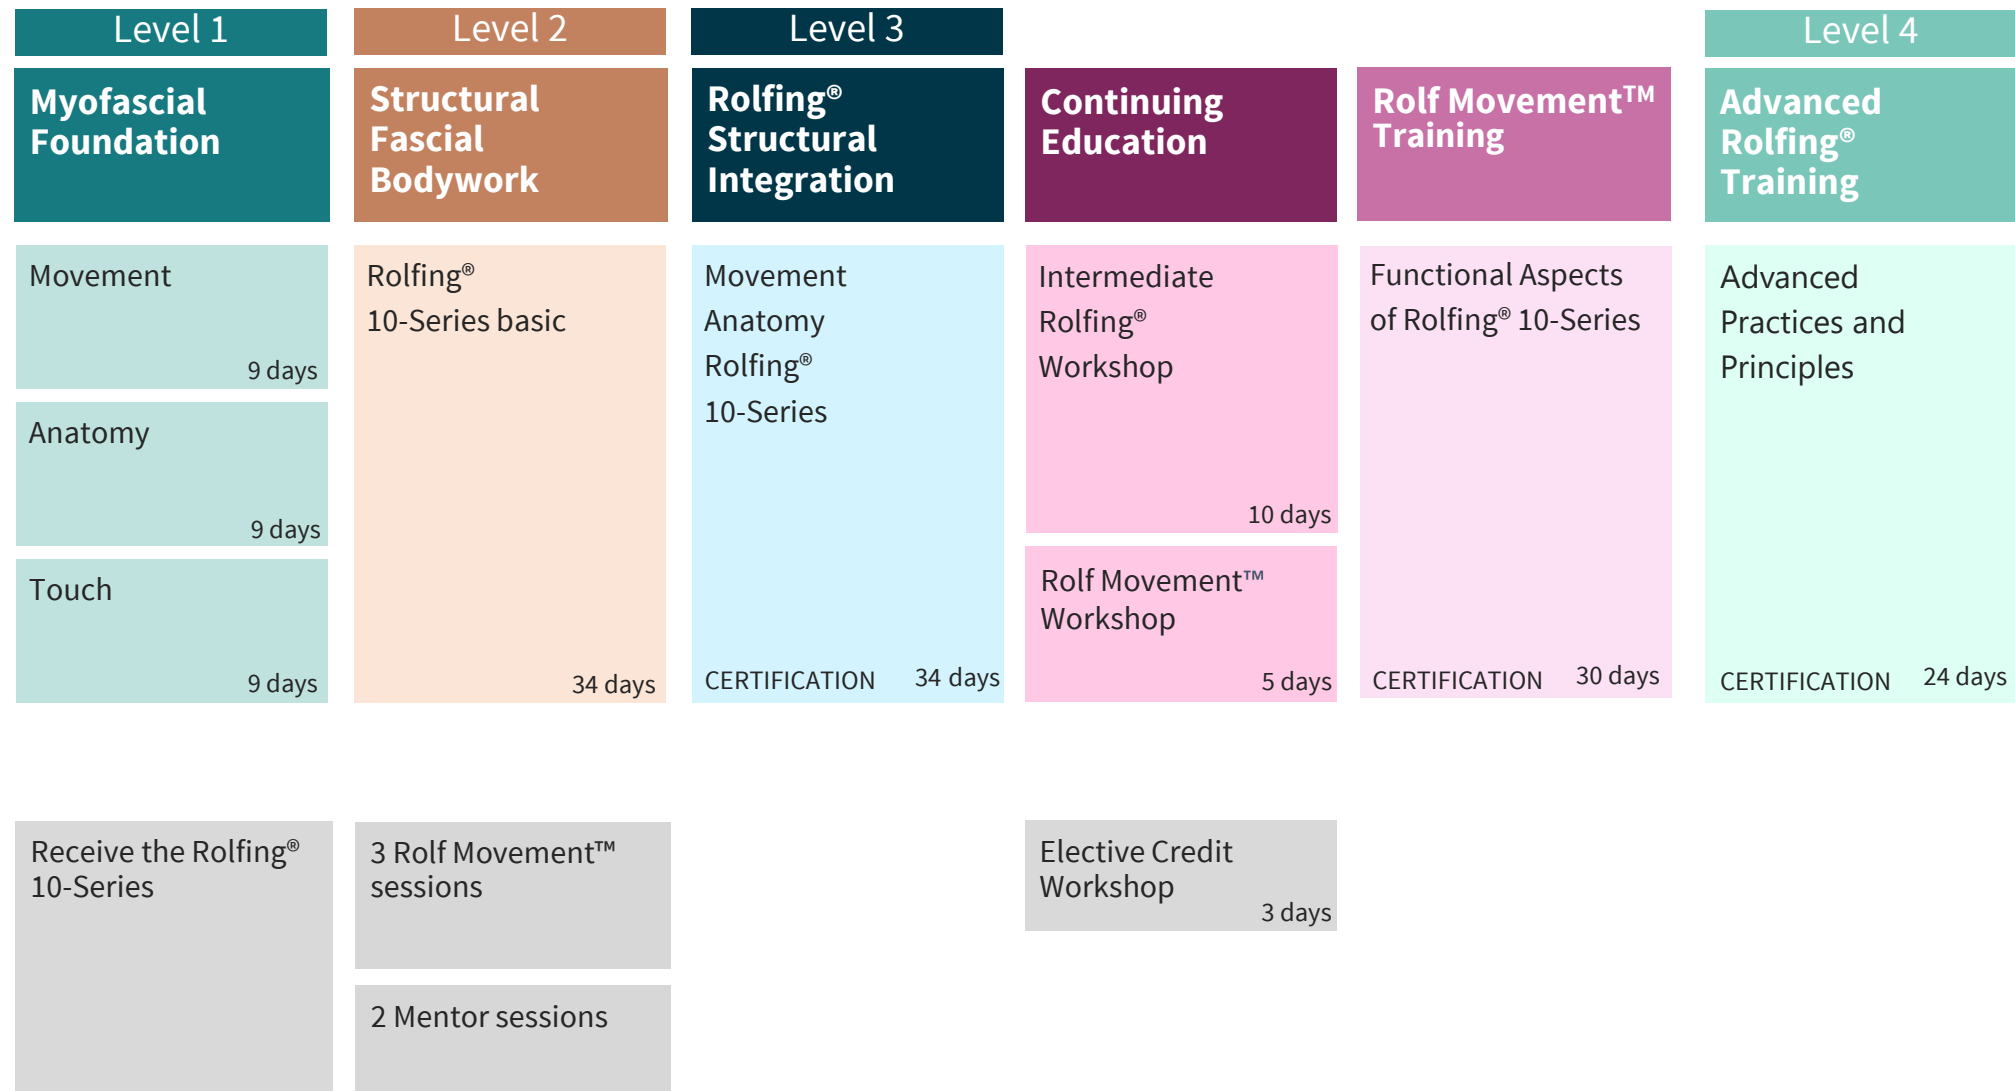 Level 1
Myofascial
Foundation
Movement
9 days
Anatomy
9 days
Touch
9 days
Receive the Rolfing®
10-Series
Level 2
Structural
Fascial
Bodywork
Rolfing®
10-Series basic
34 days
3 Rolf Movement™
sessions
2 Mentor sessions
Level 3
Rolfing®
Structural
Integration
Movement
Anatomy
Rolfing®
10-Series
CERTIFICATION 34 days
Continuing
Education
Intermediate
Rolfing®
Workshop
10 days
Rolf Movement™
Workshop
5 days
Elective Credit
Workshop
3 days
Rolf Movement™
Training
Functional Aspects
of Rolfing® 10-Series
CERTIFICATION 30 days
Level 4
Advanced
Rolfing®
Training
Advanced
Practices and
Principles
CERTIFICATION 24 days